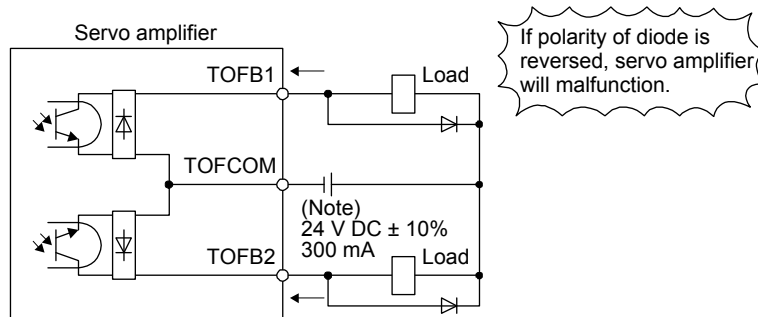 Servo amplifier
If polarity of diode is
reversed, servo amplifier
will malfunction.
TOFB1
Load
TOFCOM
(Note)
24 V DC ± 10%
300 mA
TOFB2
Load